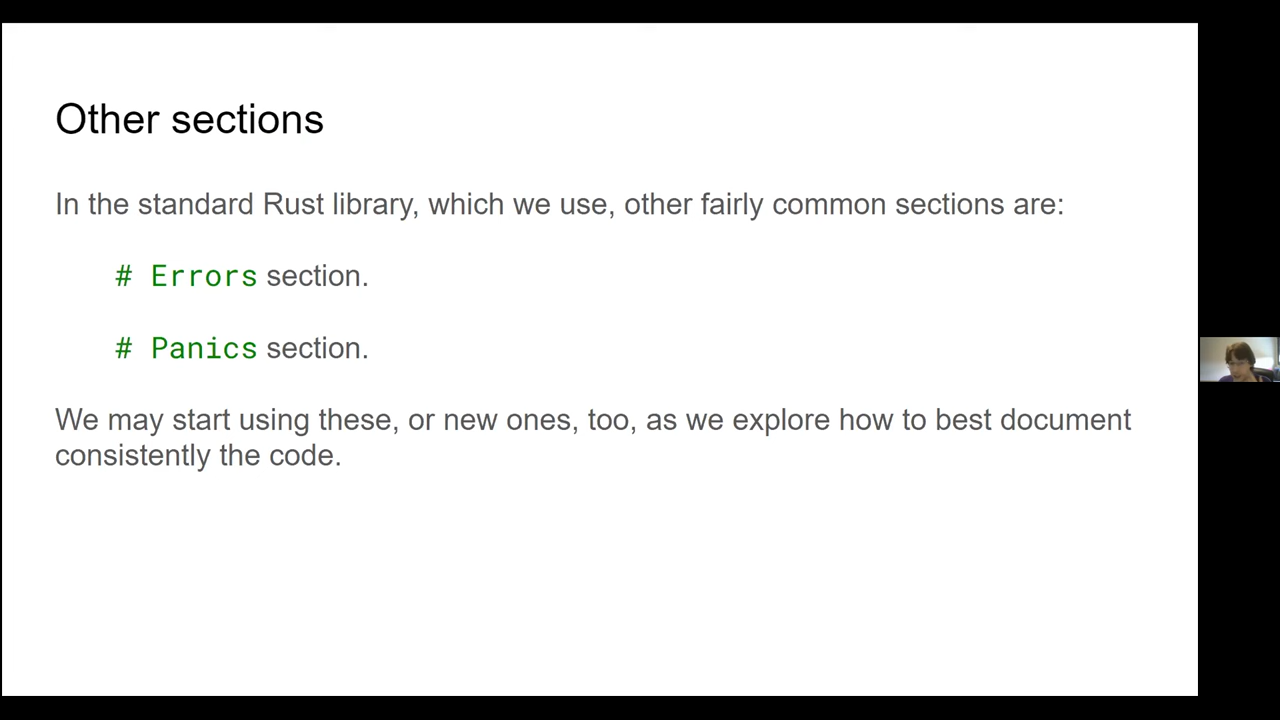 Other sections
In the standard Rust library, which we use, other fairly common sections are:
# Errors section.
# Panics section.
We may start using these, or new ones, too, as we explore how to best document
consistently the code.